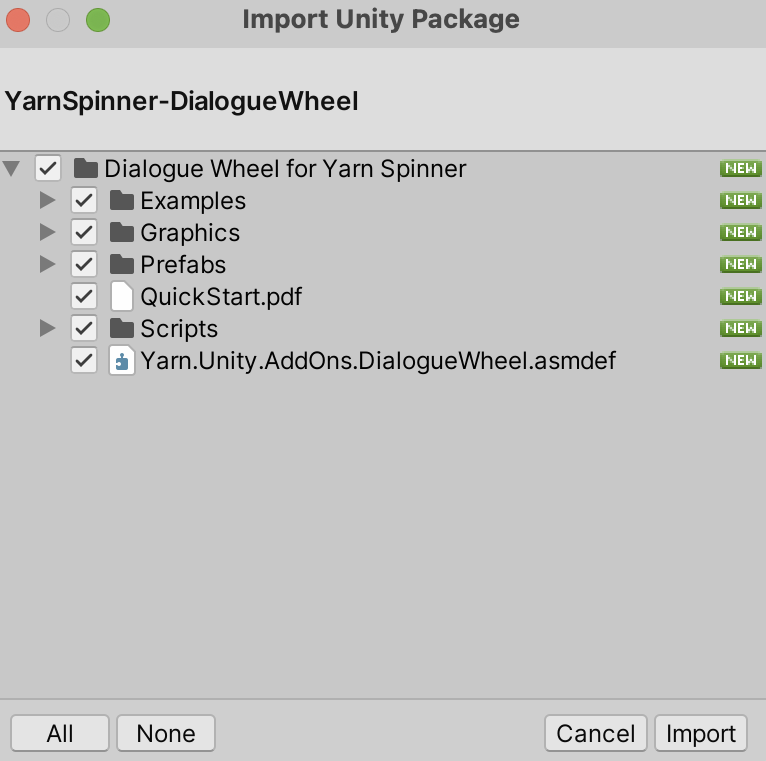 Import Unity Package
YarnSpinner-DialogueWheel
Dialogue Wheel for Yarn Spinner NEW
Examples NEW
Graphics NEW
Prefabs NEW
QuickStart.pdf NEW
Scripts NEW
Yarn.Unity.AddOns.DialogueWheel.asmdef NEW
All None Cancel Import